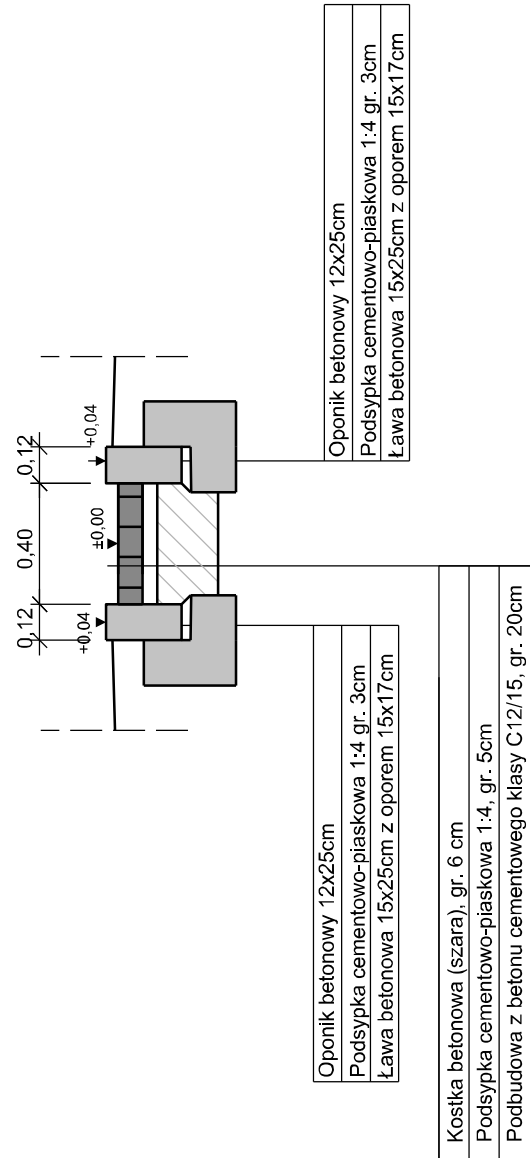 0,12
0,40
0,12
+0,04
±0,00
+0,04
Oponik betonowy 12x25cm
Podsypka cementowo-piaskowa 1:4 gr. 3cm
Ława betonowa 15x25cm z oporem 15x17cm
Oponik betonowy 12x25cm
Podsypka cementowo-piaskowa 1:4 gr. 3cm
Ława betonowa 15x25cm z oporem 15x17cm
Kostka betonowa (szara), gr. 6 cm
Podsypka cementowo-piaskowa 1:4, gr. 5cm
Podbudowa z betonu cementowego klasy C12/15, gr. 20cm